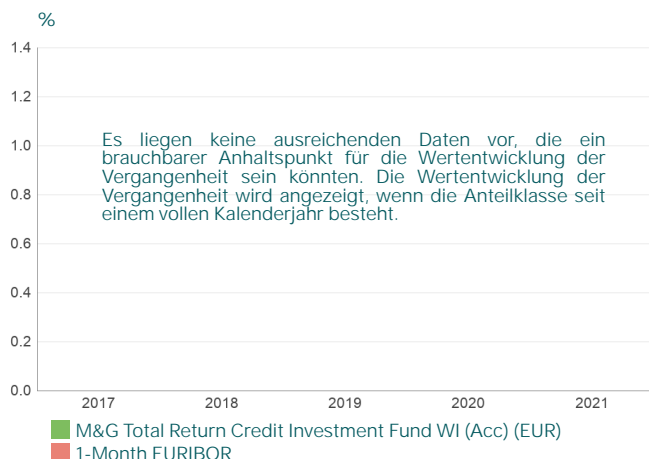 %
1.4
1.2
1.0
0.8
0.6
0.4
0.2
0.0
Es liegen keine ausreichenden Daten vor, die ein
brauchbarer Anhaltspunkt für die Wertentwicklung der
Vergangenheit sein könnten. Die Wertentwicklung der
Vergangenheit wird angezeigt, wenn die Anteilklasse seit
einem vollen Kalenderjahr besteht.
2017 2018 2019 2020 2021
M&G Total Return Credit Investment Fund WI (Acc) (EUR)
1-Month EURIBOR